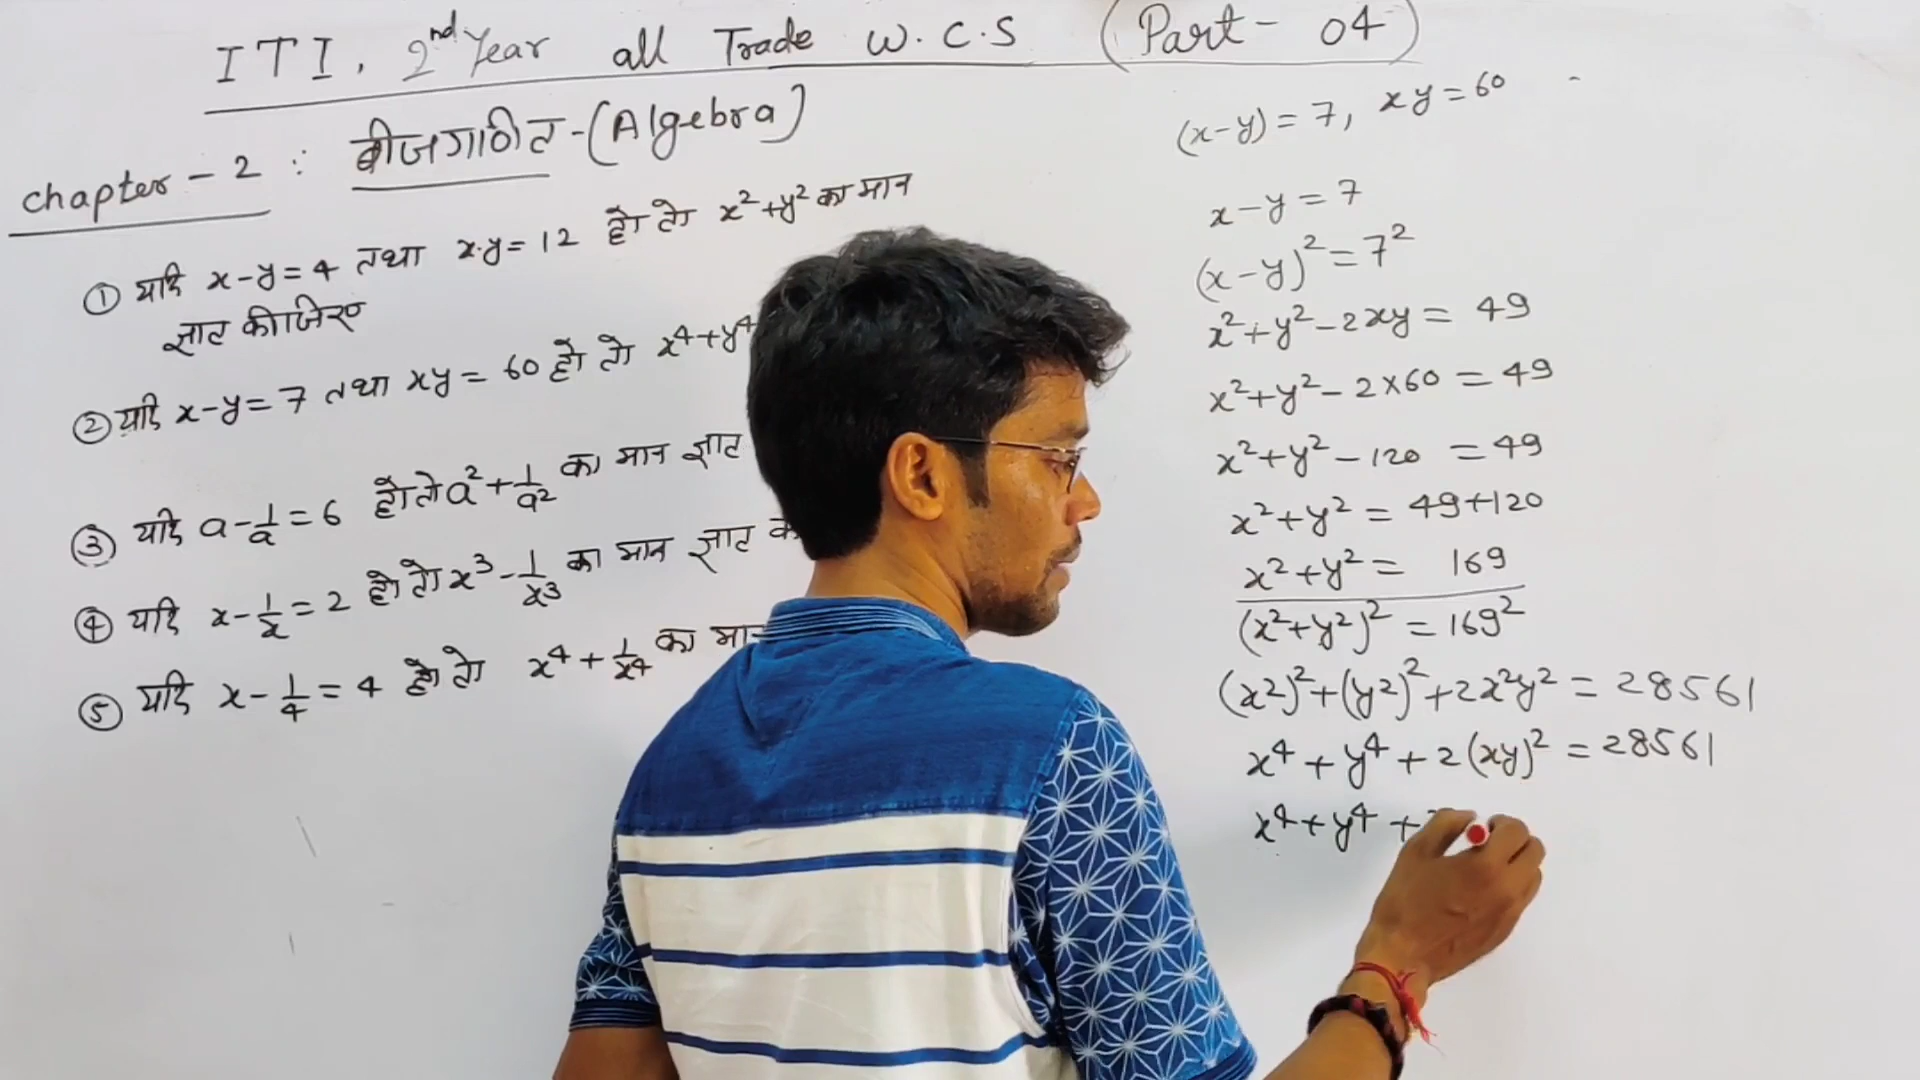 ITI, 2nd Year all Trade W.C.S (Part - 04)
chapter - 2 : बीजगणित - (Algebra)
① यदि x-y=4 तथा x.y=12 हो तो x²+y² का मान
ज्ञात कीजिए
② यदि x-y=7 तथा xy=60 हो तो x⁴+y⁴
③ यदि a-1/a=6 हो तो a²+1/a² का मान ज्ञात
④ यदि x-1/x=2 हो तो x³-1/x³ का मान ज्ञात
⑤ यदि x-1/4=4 हो तो x⁴+1/x⁴ का
(x-y)=7, xy=60
x-y=7
(x-y)²=7²
x²+y²-2xy=49
x²+y²-2×60=49
x²+y²-120=49
x²+y²=49+120
x²+y²=169
(x²+y²)²=169²
(x²)²+(y²)²+2x²y²=28561
x⁴+y⁴+2(xy)²=28561
x⁴+y⁴+